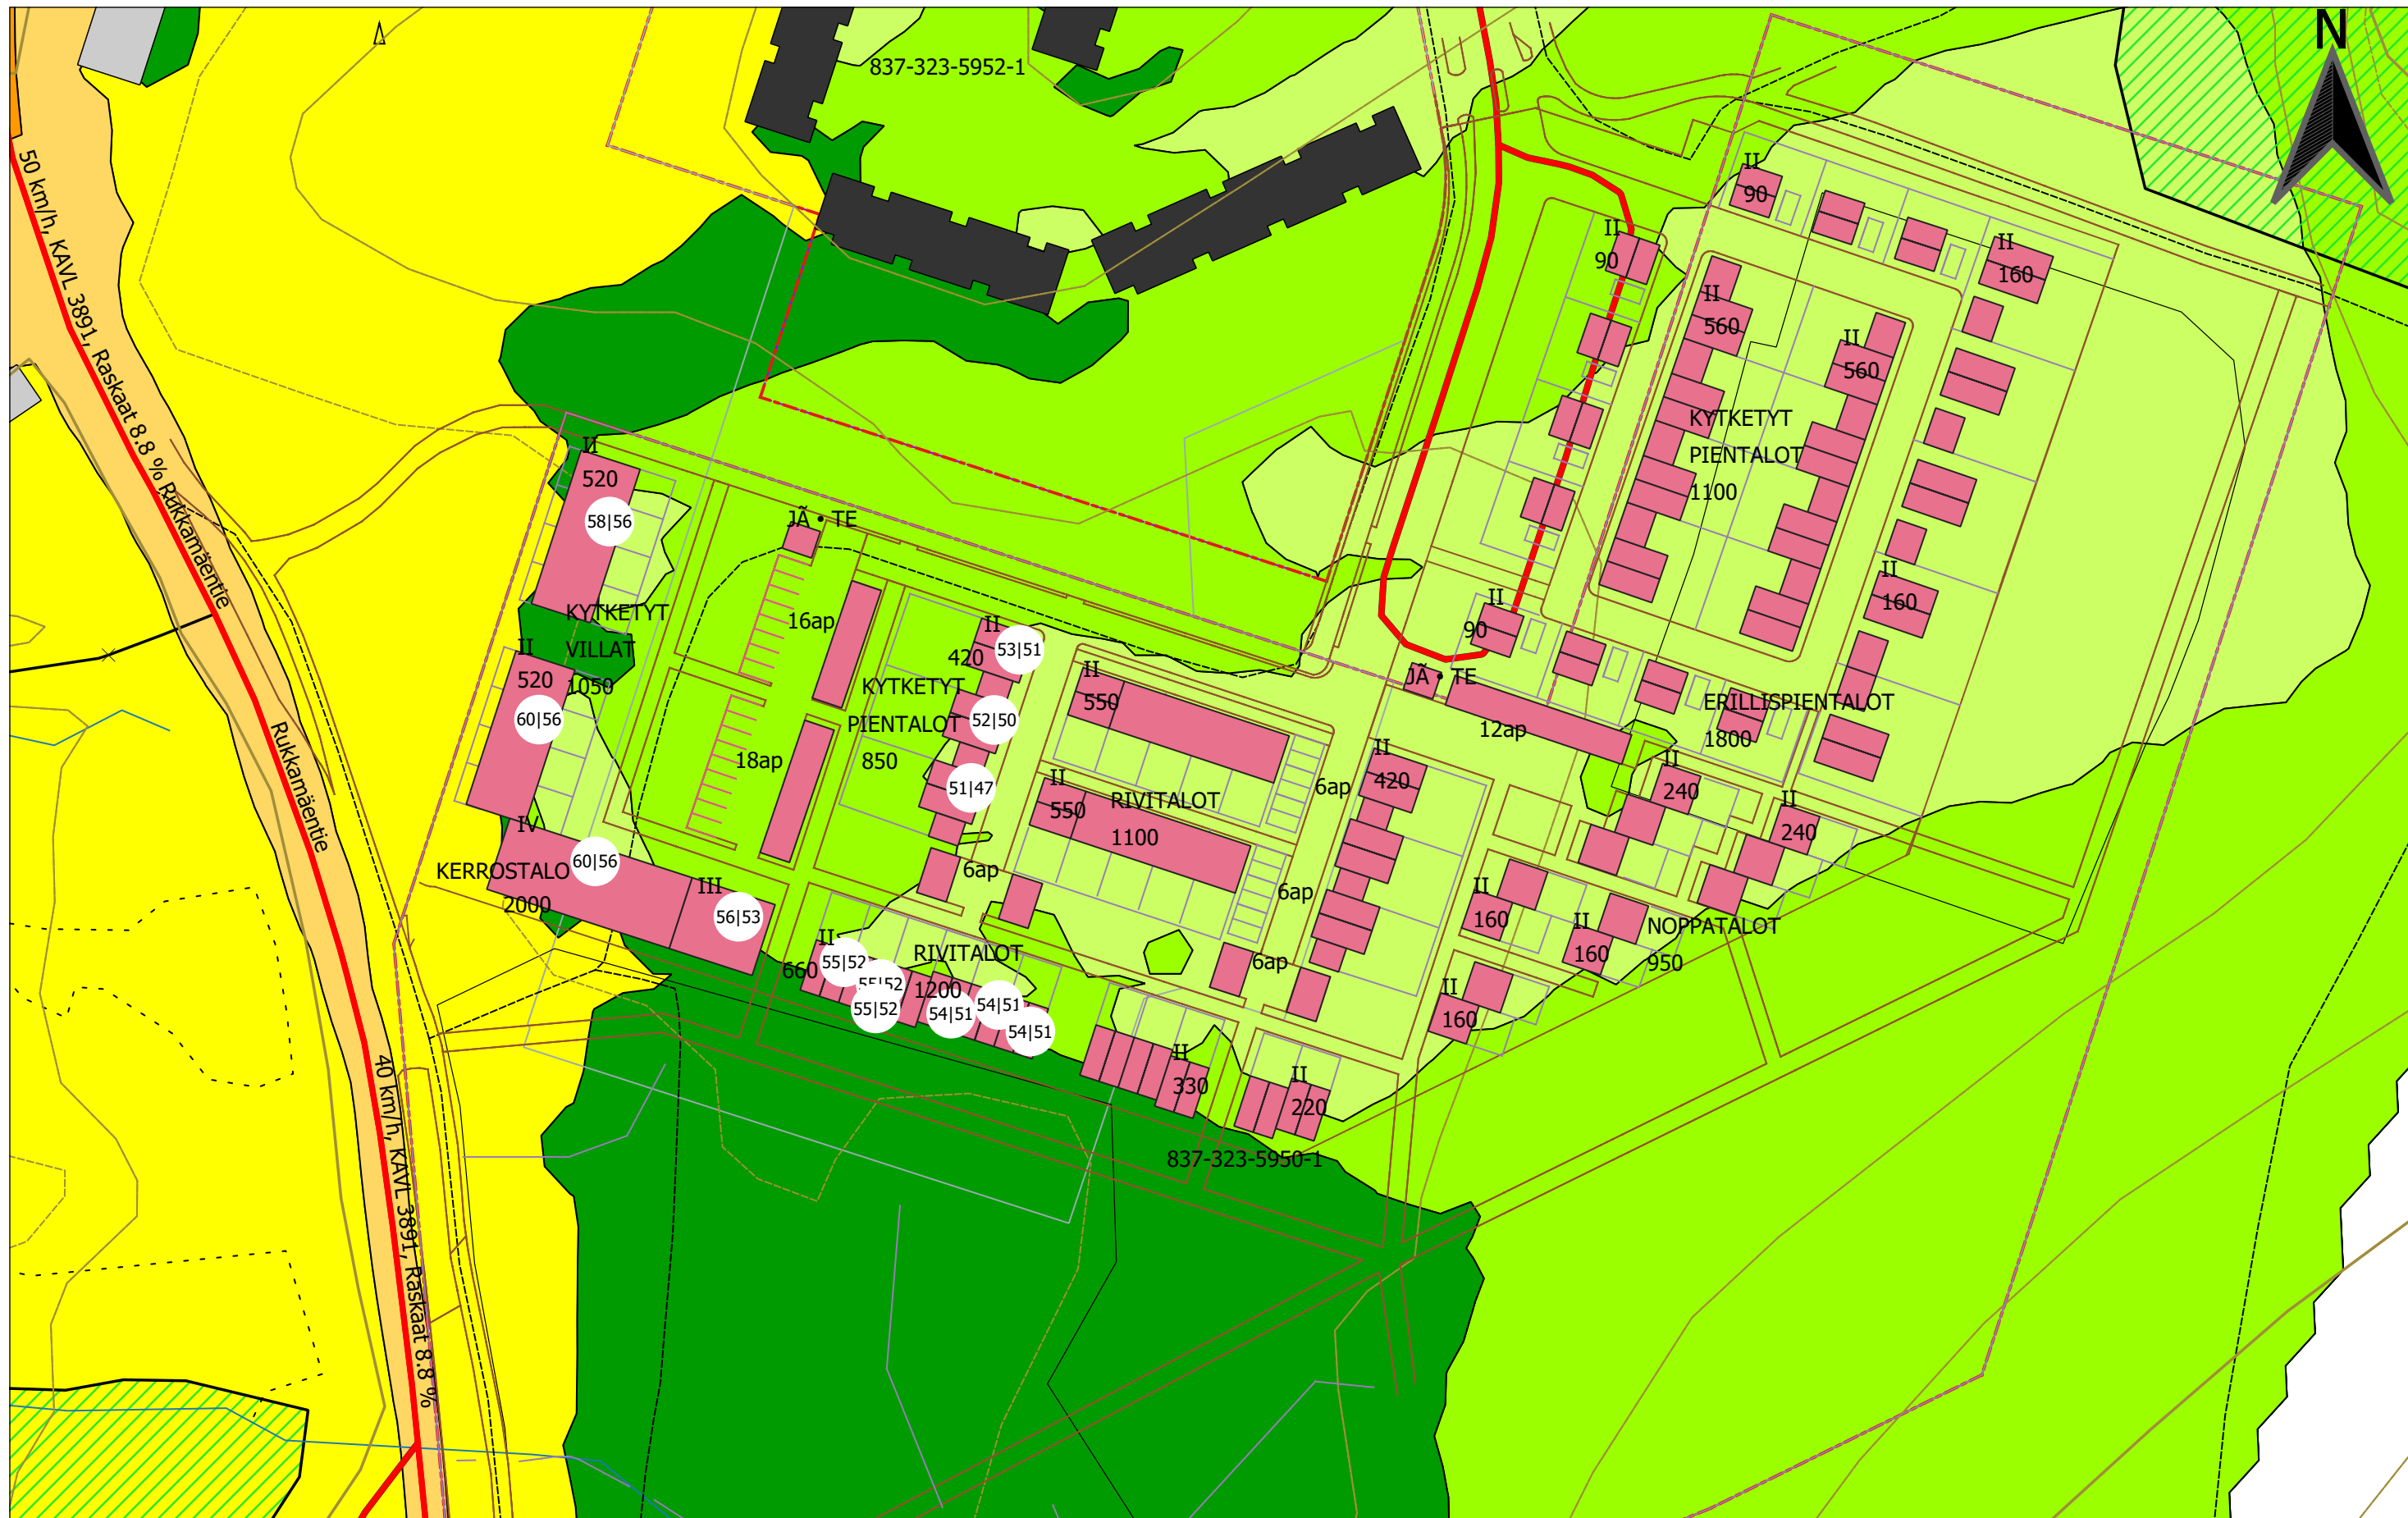 N
837-323-5952-1
50 km/h, KAVL 3891, Raskaat 8.8 %
Rukkamäentie
Rukkamäentie
40 km/h, KAVL 3891, Raskaat 8.8 %
II
90
II
90
II
160
II
560
II
560
KYTKETYT
PIENTALOT
1100
II
160
II
90
II
520
58|56
JÃ • TE
KYTKETYT
VILLAT
1050
II
520
60|56
16ap
18ap
II
420
53|51
KYTKETYT
PIENTALOT
850
52|50
51|47
II
550
II
550
RIVITALOT
1100
6ap
6ap
6ap
6ap
JÃ • TE
12ap
ERILLISPIENTALOT
1800
II
420
II
240
II
240
IV
KERROSTALO
2000
60|56
III
56|53
II
660
55|52
55|52
55|52
RIVITALOT
1200
54|51
54|51
54|51
II
160
II
160
NOPPATALOT
950
II
160
II
330
II
220
837-323-5950-1